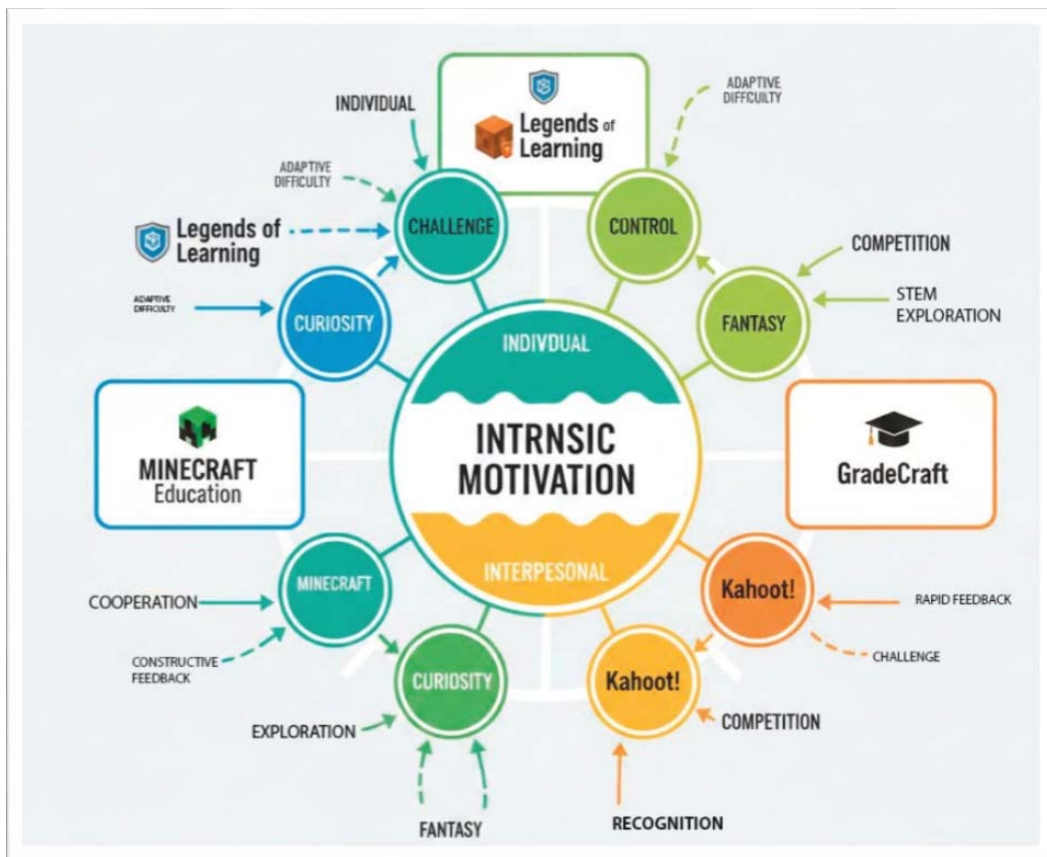 INDIVIDUAL
Legends of
Learning
ADAPTIVE
DIFFCULTY
ADAPTIVE
DIFFICULTY
Legends of
Learning
CHALLENGE
CONTROL
COMPETITION
ADAPTIVE
DIFFICULTY
CURIOSITY
FANTASY
STEM
EXPLORATION
INDIVDUAL
INTRNSIC
MOTIVATION
MINECRAFT
Education
GradeCraft
INTERPESONAL
MINECRAFT
Kahoot!
COOPERATION
RAPID FEEDBACK
CONSTRUCTIVE
FEEDBACK
CHALLENGE
CURIOSITY
Kahoot!
EXPLORATION
COMPETITION
FANTASY
RECOGNITION